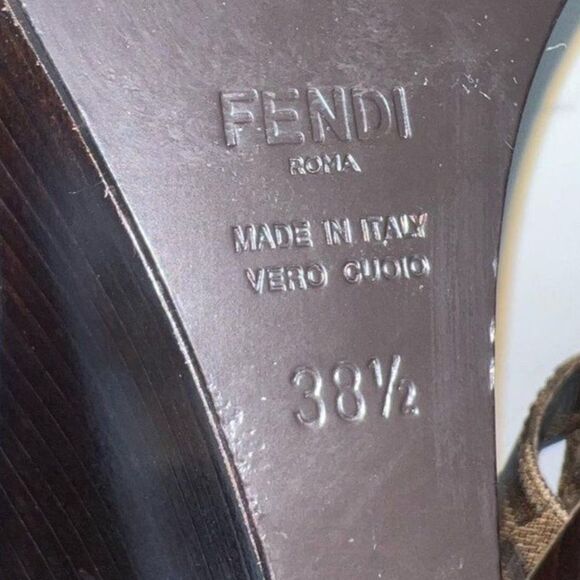 FENDI
ROMA
MADE IN ITALY
VERO CUOIO
38½